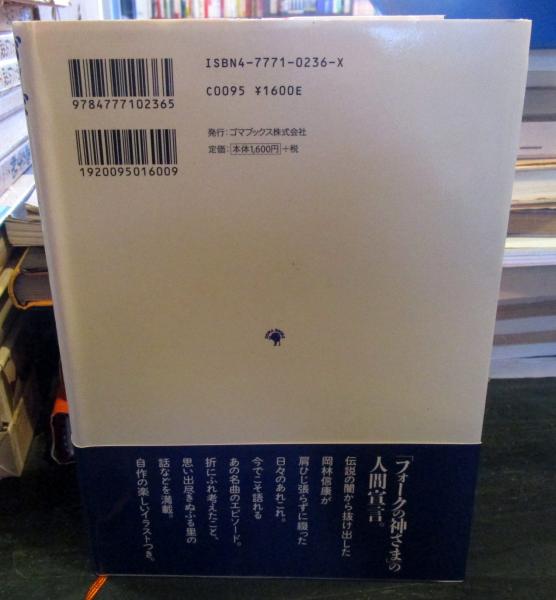 ISBN4-7771-0236-X
C0095 ¥1600E
発行：ゴマブックス株式会社
定価：本体1,600円+税
9784777102365
1920095016009
「フォークの神さま」の
人間宣言。
伝説の闇から抜け出した
岡林信康が
肩ひじ張らずに綴った
日々のあれこれ。
今でこそ語れる
あの名曲のエピソード。
折にふれ考えたこと、
思い出尽きぬふる里の
話などを満載。
自作の楽しいイラストつき。